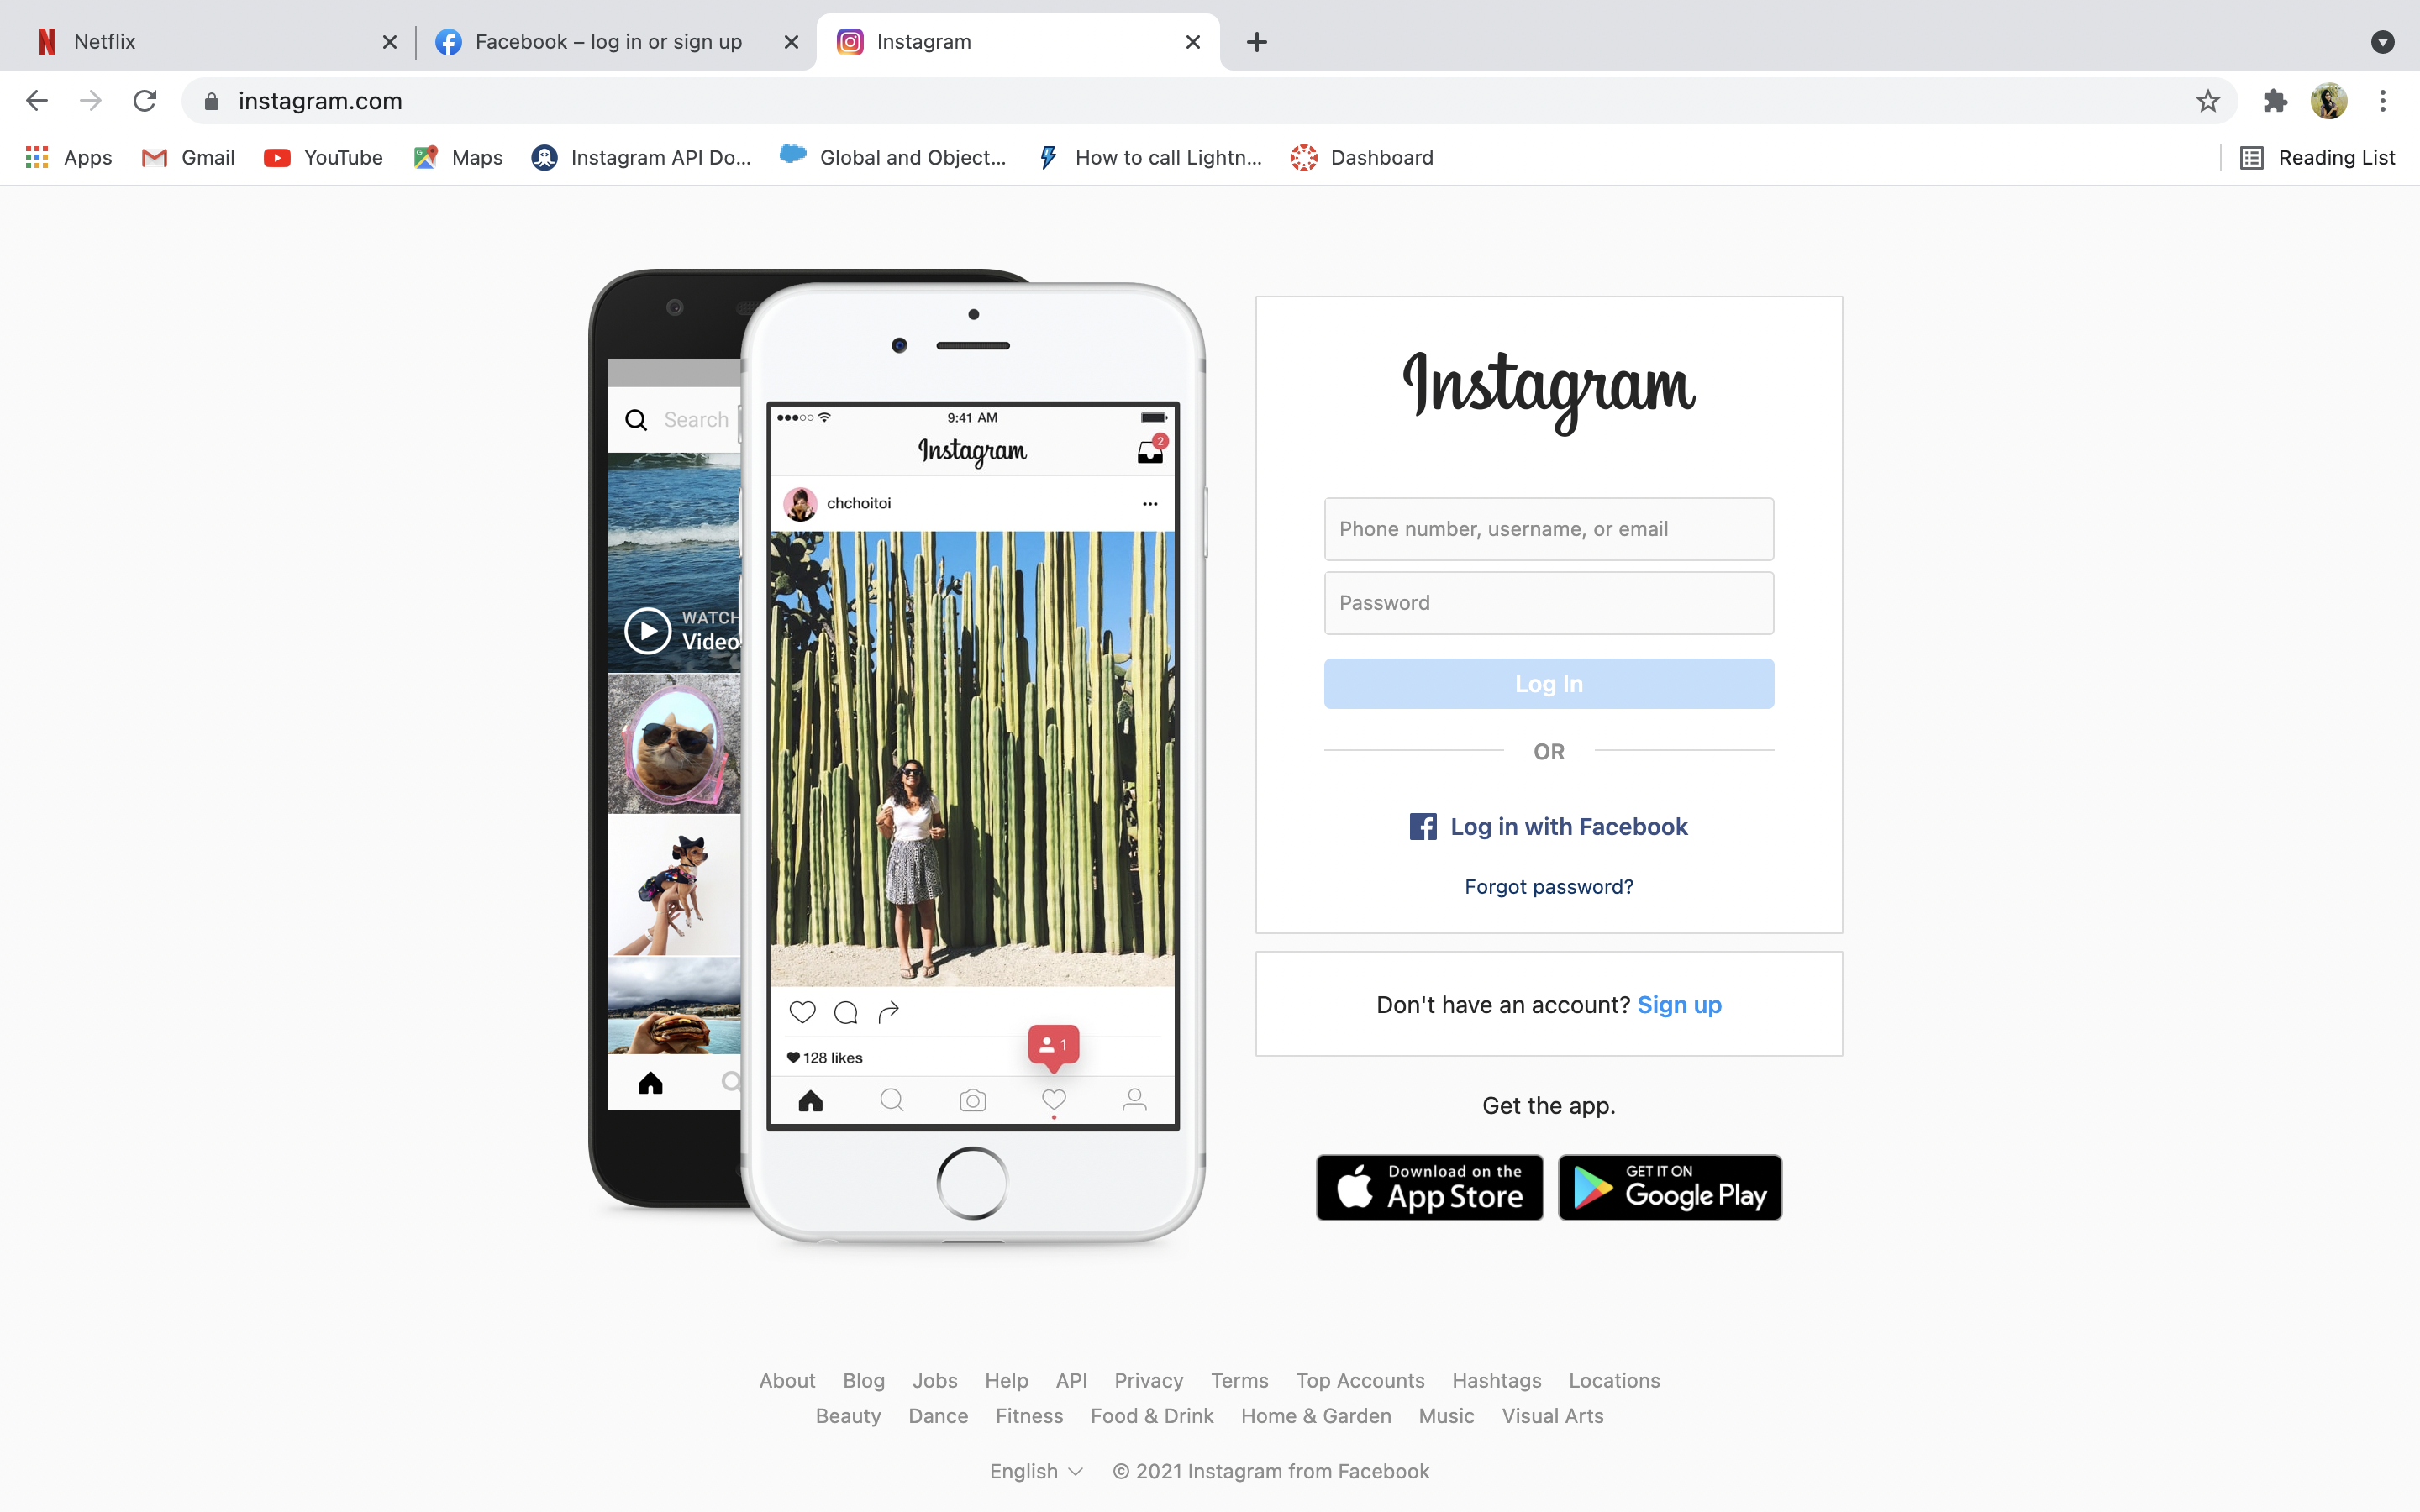 Netflix
Facebook – log in or sign up
Instagram
instagram.com
Apps
Gmail
YouTube
Maps
Instagram API Do...
Global and Object...
How to call Lightn...
Dashboard
Reading List
Search
WATCH
Video
9:41 AM
Instagram
2
chchoitoi
128 likes
1
Instagram
Phone number, username, or email
Password
Log In
OR
Log in with Facebook
Forgot password?
Don't have an account? Sign up
Get the app.
Download on the
App Store
GET IT ON
Google Play
About Blog Jobs Help API Privacy Terms Top Accounts Hashtags Locations
Beauty Dance Fitness Food & Drink Home & Garden Music Visual Arts
English © 2021 Instagram from Facebook